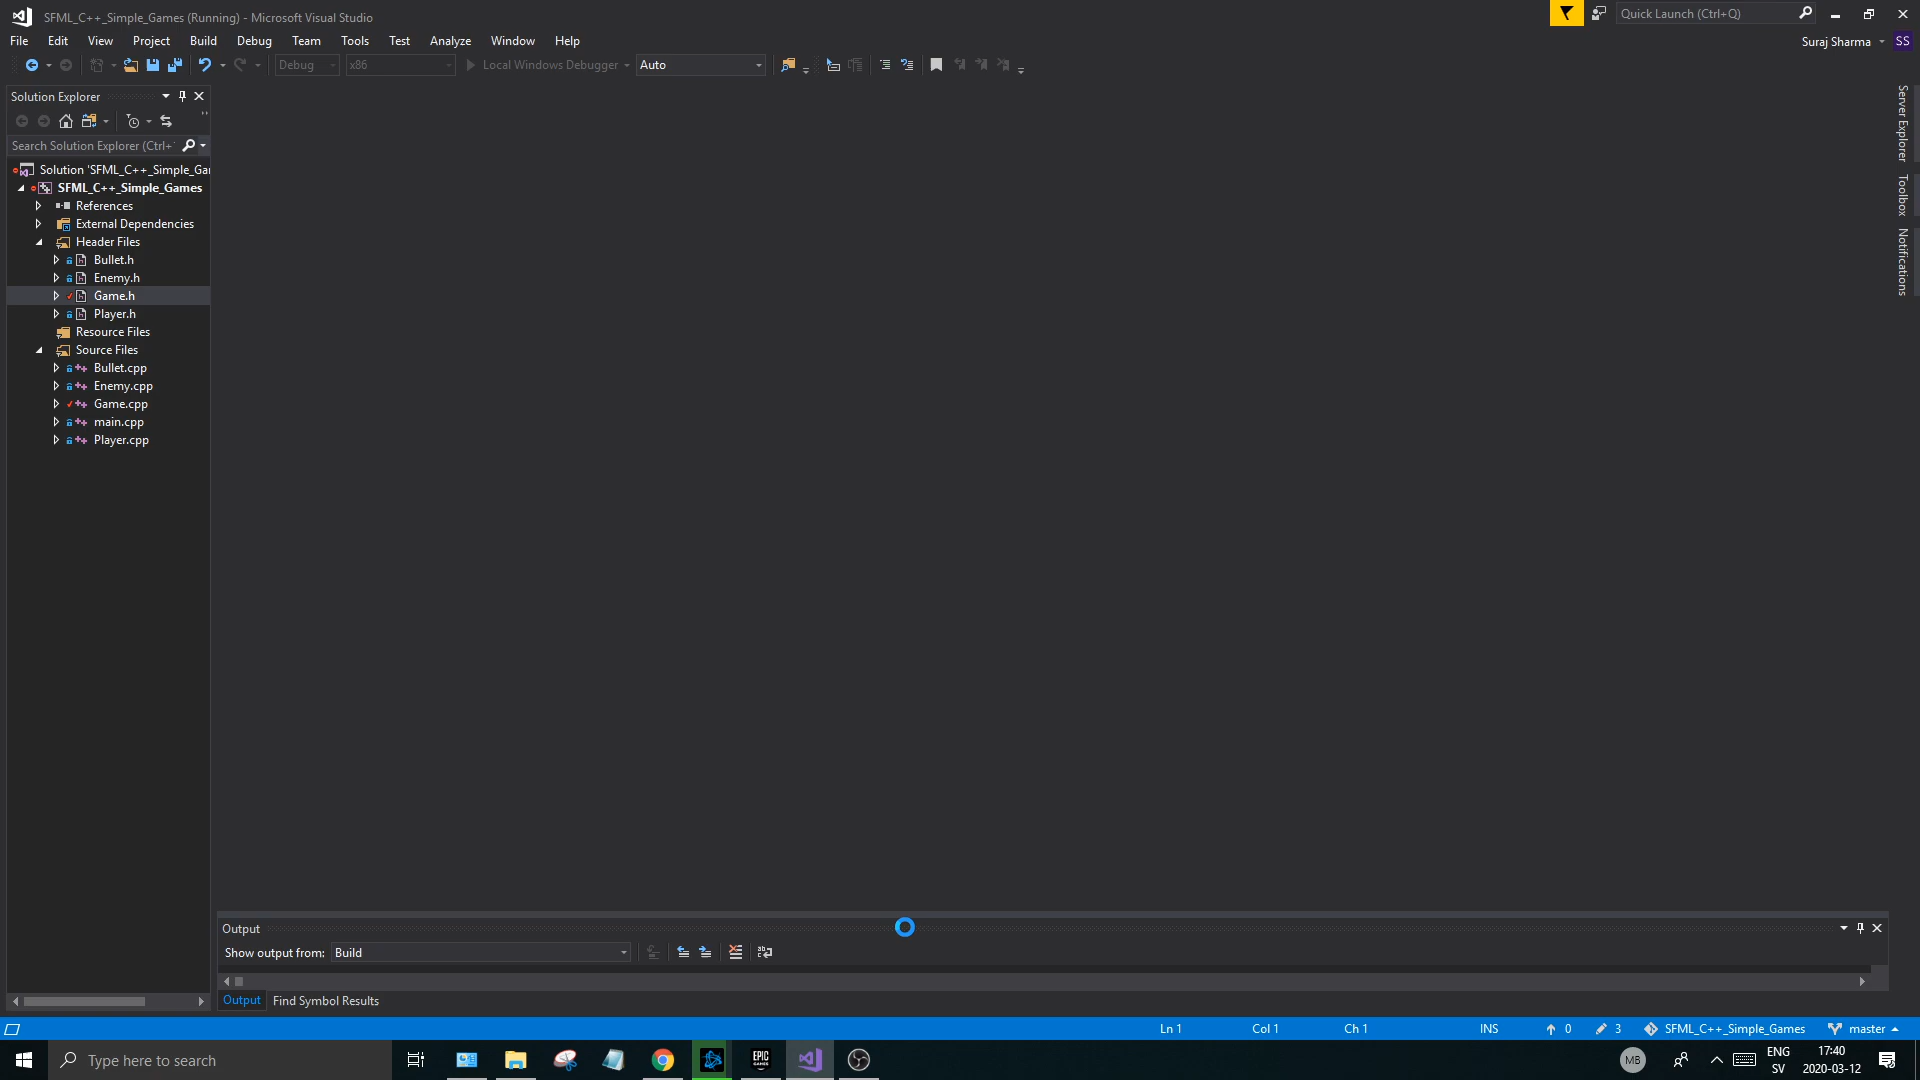 SFML_C++_Simple_Games (Running) - Microsoft Visual Studio
Quick Launch (Ctrl+Q)
File Edit View Project Build Debug Team Tools Test Analyze Window Help
Suraj Sharma SS
Debug x86 Local Windows Debugger Auto
Solution Explorer
Search Solution Explorer (Ctrl+
Solution 'SFML_C++_Simple_Gar
SFML_C++_Simple_Games
References
External Dependencies
Header Files
Bullet.h
Enemy.h
Game.h
Player.h
Resource Files
Source Files
Bullet.cpp
Enemy.cpp
Game.cpp
main.cpp
Player.cpp
Server Explorer
Toolbox
Notifications
Output
Show output from: Build
Output Find Symbol Results
Ln 1 Col 1 Ch 1 INS 0 3 SFML_C++_Simple_Games master
Type here to search
EPIC
GAMES
MB
ENG
SV
17:40
2020-03-12